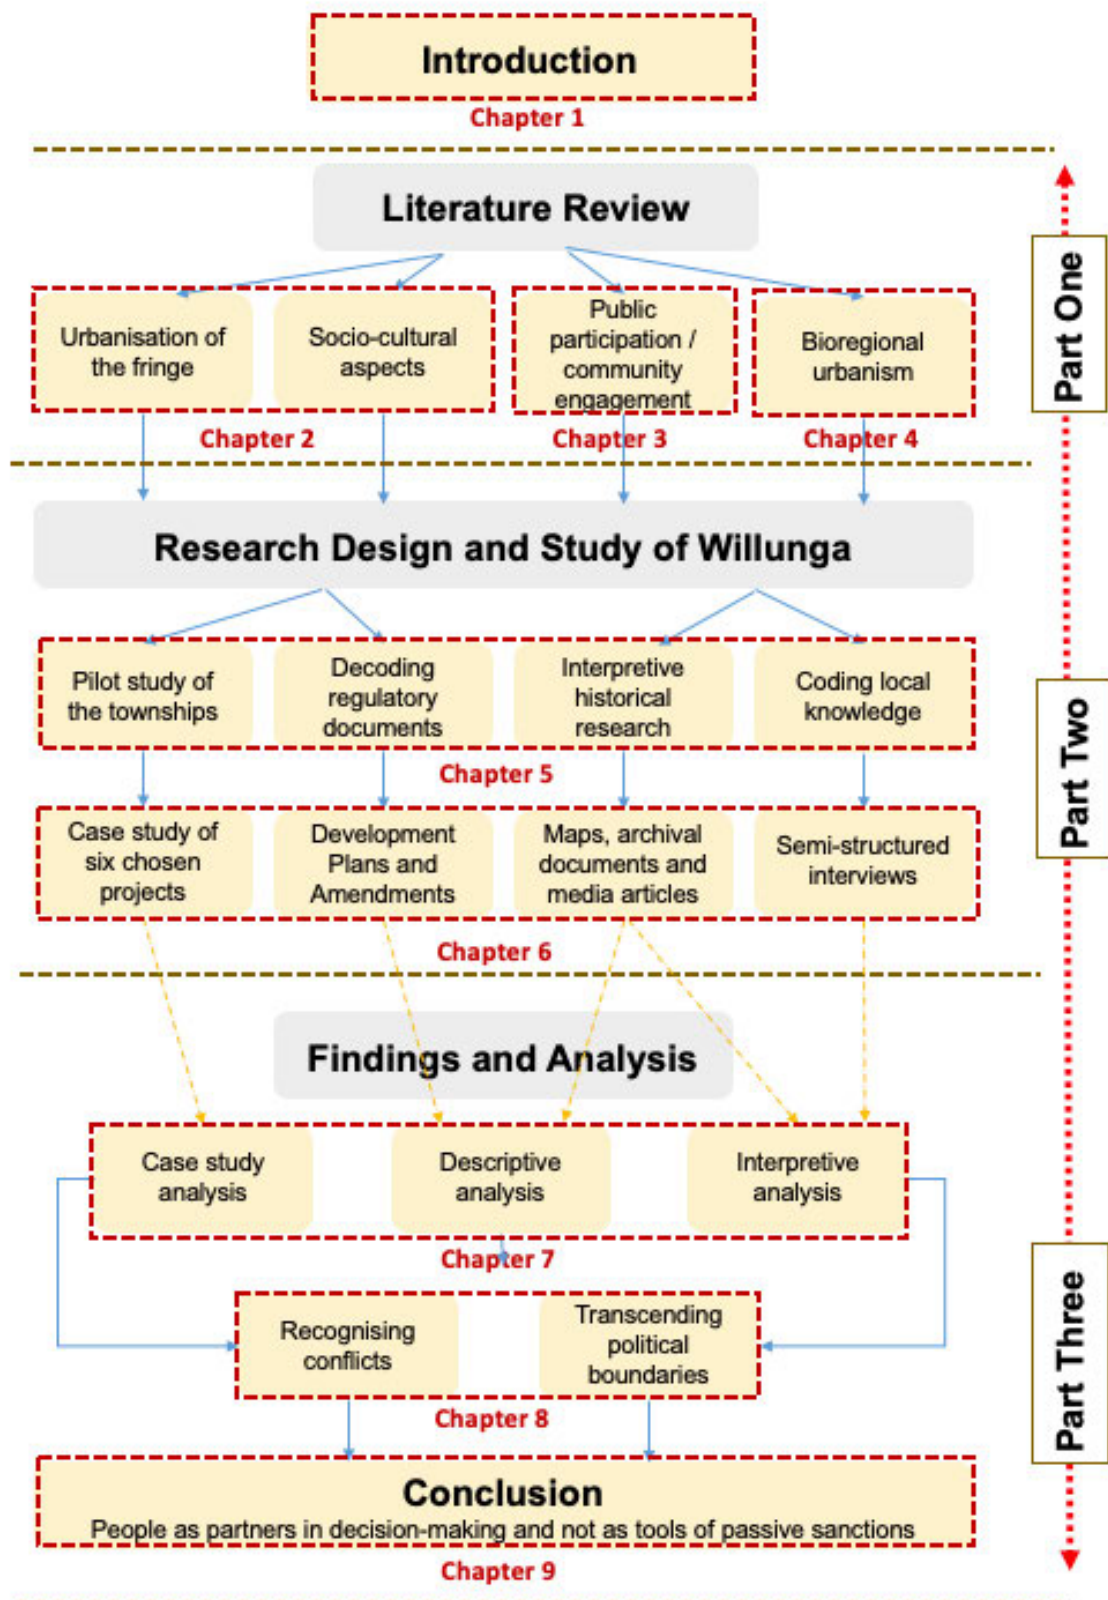 Introduction
Chapter 1
Literature Review
Urbanisation of
the fringe
Socio-cultural
aspects
Public
participation /
community
engagement
Bioregional
urbanism
Chapter 2
Chapter 3
Chapter 4
Part One
Research Design and Study of Willunga
Pilot study of
the townships
Decoding
regulatory
documents
Interpretive
historical
research
Coding local
knowledge
Chapter 5
Case study of
six chosen
projects
Development
Plans and
Amendments
Maps, archival
documents and
media articles
Semi-structured
interviews
Chapter 6
Part Two
Findings and Analysis
Case study
analysis
Descriptive
analysis
Interpretive
analysis
Chapter 7
Recognising
conflicts
Transcending
political
boundaries
Chapter 8
Conclusion
People as partners in decision-making and not as tools of passive sanctions
Chapter 9
Part Three